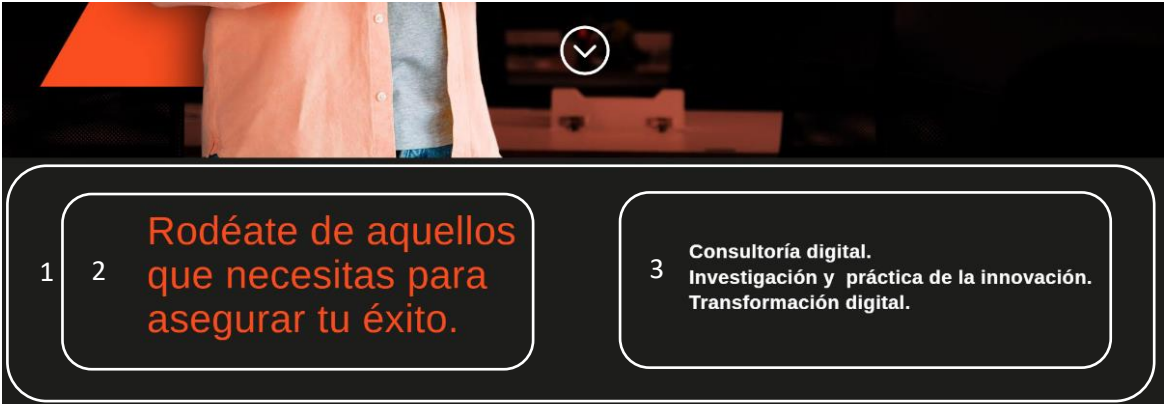 1
2
Rodéate de aquellos
que necesitas para
asegurar tu éxito.
3
Consultoría digital.
Investigación y  práctica de la innovación.
Transformación digital.